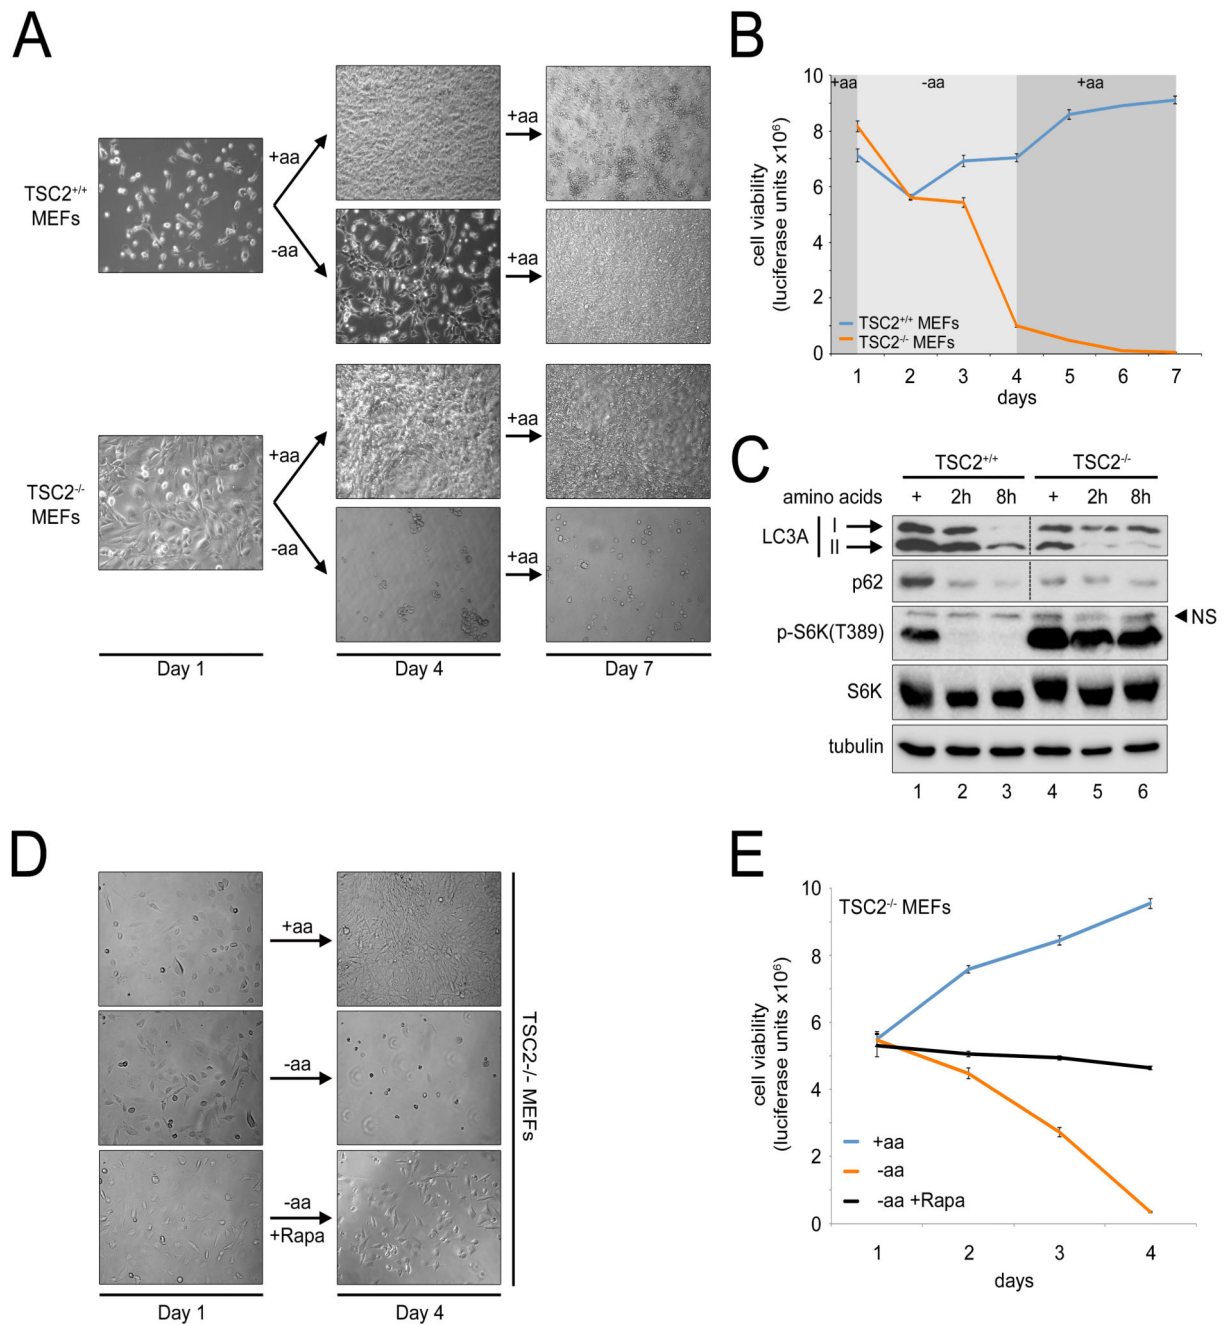 A
TSC2+/+
MEFs
+aa
-aa
+aa
+aa
TSC2-/-
MEFs
+aa
-aa
+aa
+aa
Day 1
Day 4
Day 7
B
cell viability
(luciferase units x10⁶)
10
8
6
4
2
0
+aa
-aa
+aa
TSC2+/+ MEFs
TSC2-/- MEFs
1 2 3 4 5 6 7
days
C
TSC2+/+ TSC2-/-
amino acids + 2h 8h + 2h 8h
LC3A
I
II
p62
p-S6K(T389)
NS
S6K
tubulin
1 2 3 4 5 6
D
+aa
-aa
-aa
+Rapa
TSC2-/- MEFs
Day 1
Day 4
E
TSC2-/- MEFs
cell viability
(luciferase units x10⁶)
10
8
6
4
2
0
+aa
-aa
-aa +Rapa
1 2 3 4
days